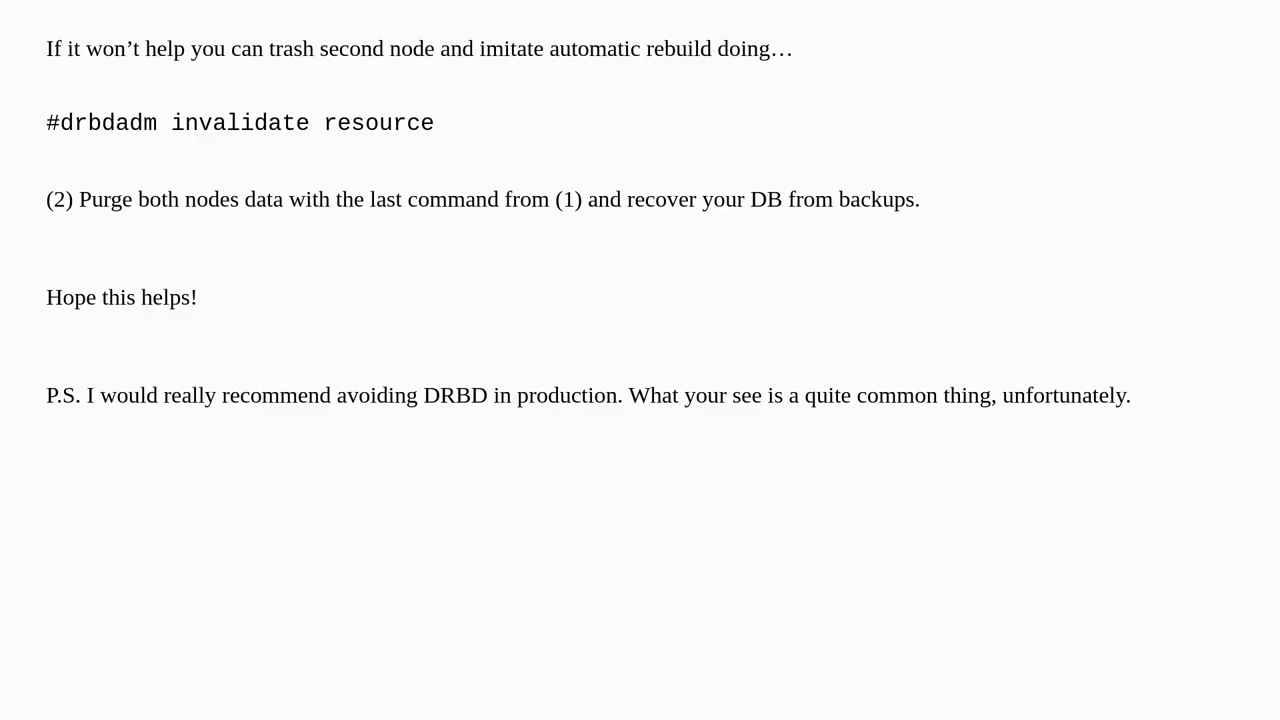 If it won’t help you can trash second node and imitate automatic rebuild doing…
#drbdadm invalidate resource
(2) Purge both nodes data with the last command from (1) and recover your DB from backups.
Hope this helps!
P.S. I would really recommend avoiding DRBD in production. What your see is a quite common thing, unfortunately.